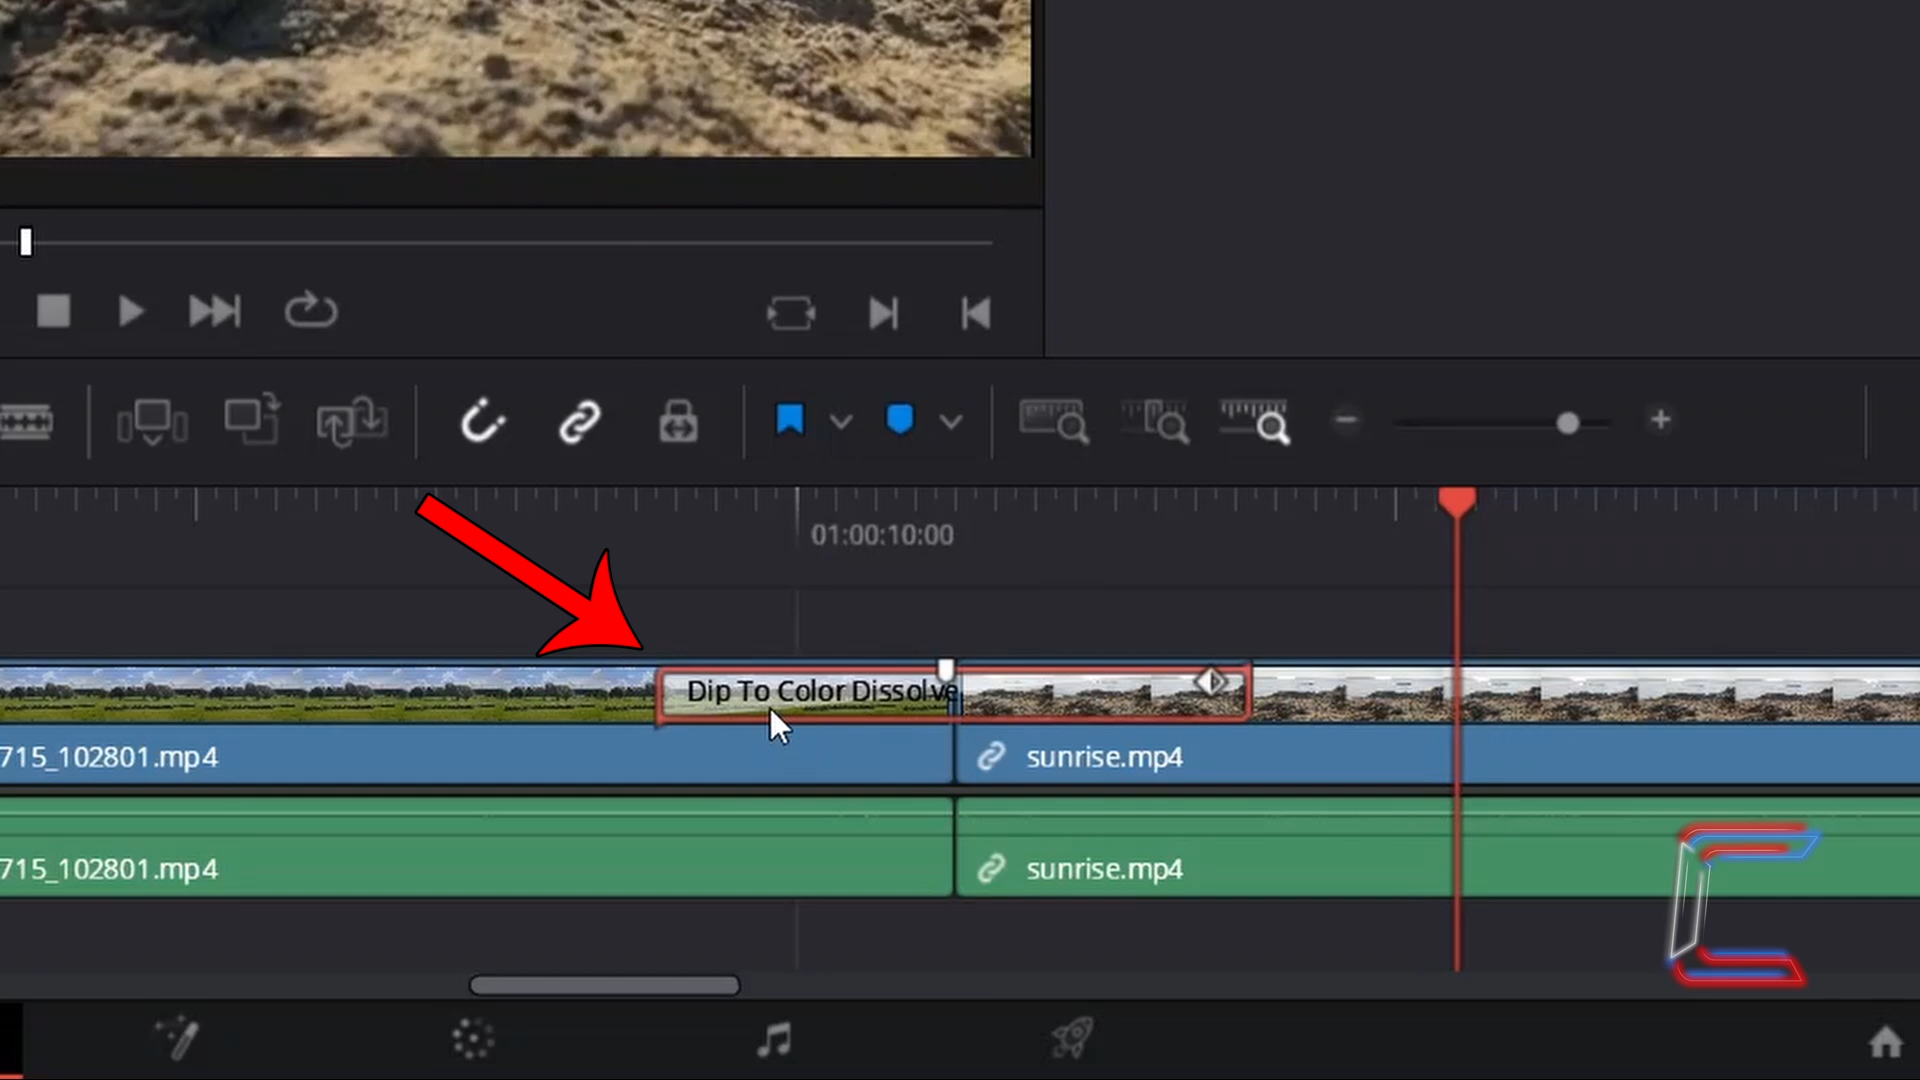 01:00:10:00
Dip To Color Dissolve
715_102801.mp4
sunrise.mp4
715_102801.mp4
sunrise.mp4